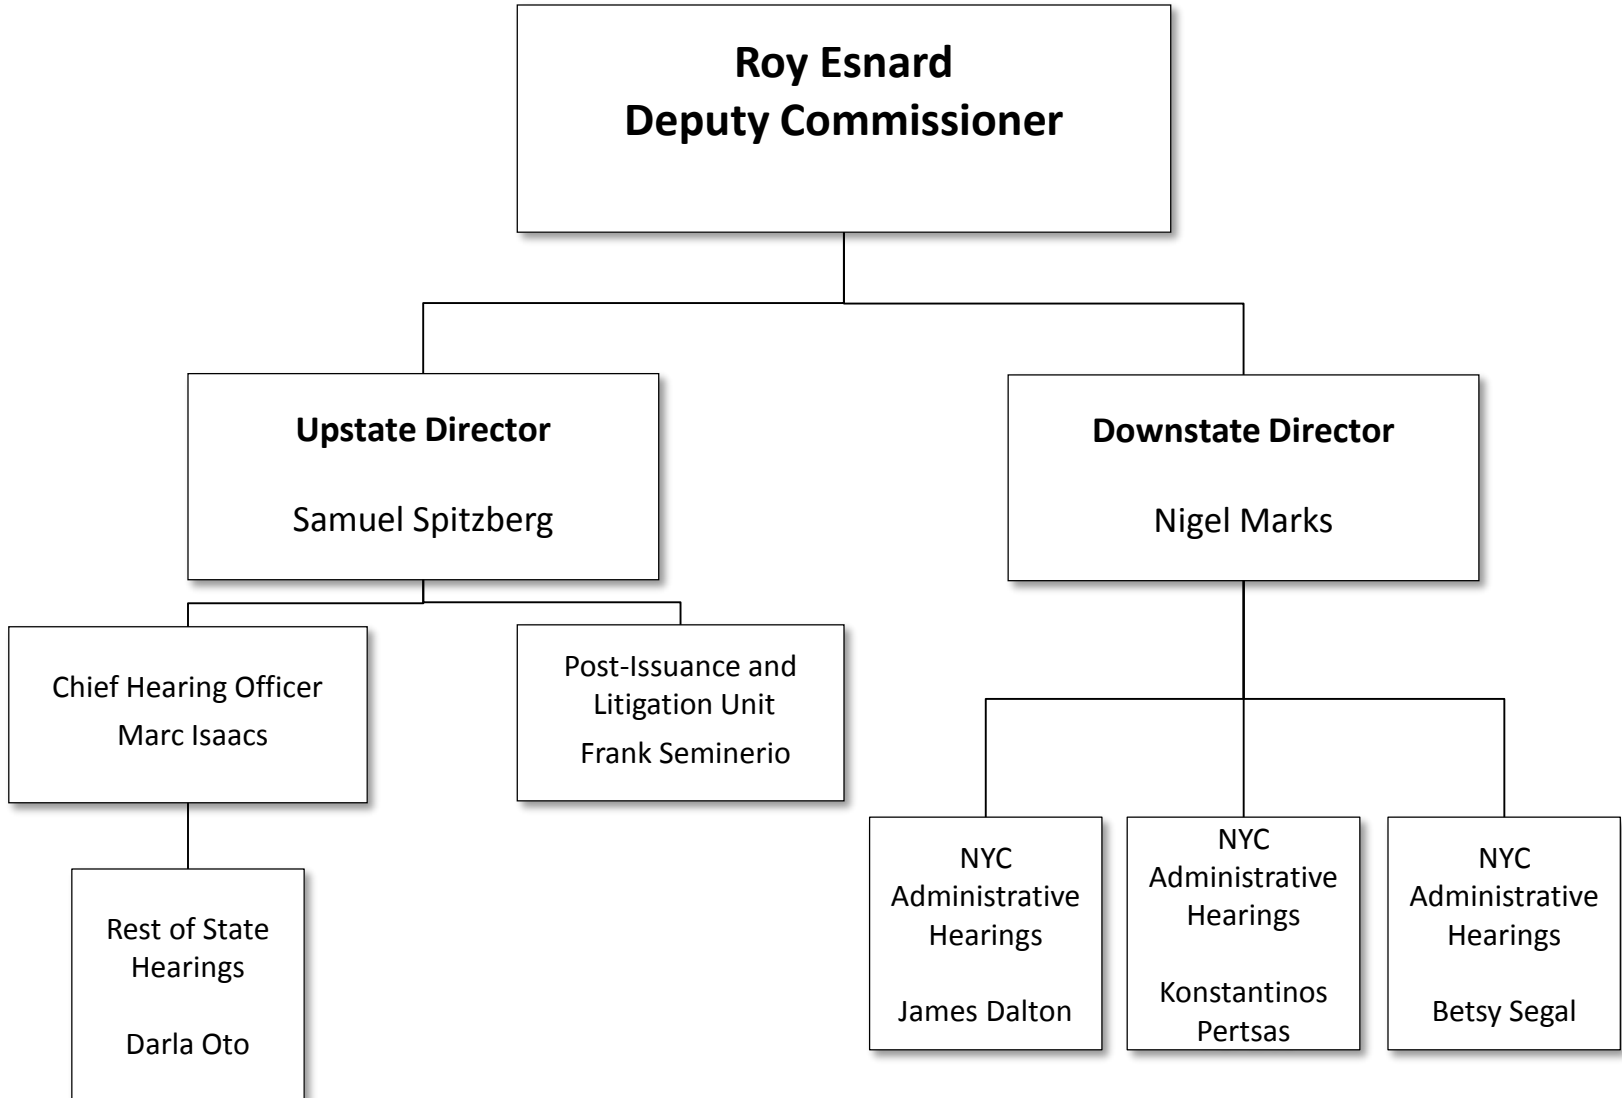 Roy Esnard
Deputy Commissioner
Upstate Director
Samuel Spitzberg
Downstate Director
Nigel Marks
Chief Hearing Officer
Marc Isaacs
Post-Issuance and
Litigation Unit
Frank Seminerio
Rest of State
Hearings
Darla Oto
NYC
Administrative
Hearings
James Dalton
NYC
Administrative
Hearings
Konstantinos
Pertsas
NYC
Administrative
Hearings
Betsy Segal